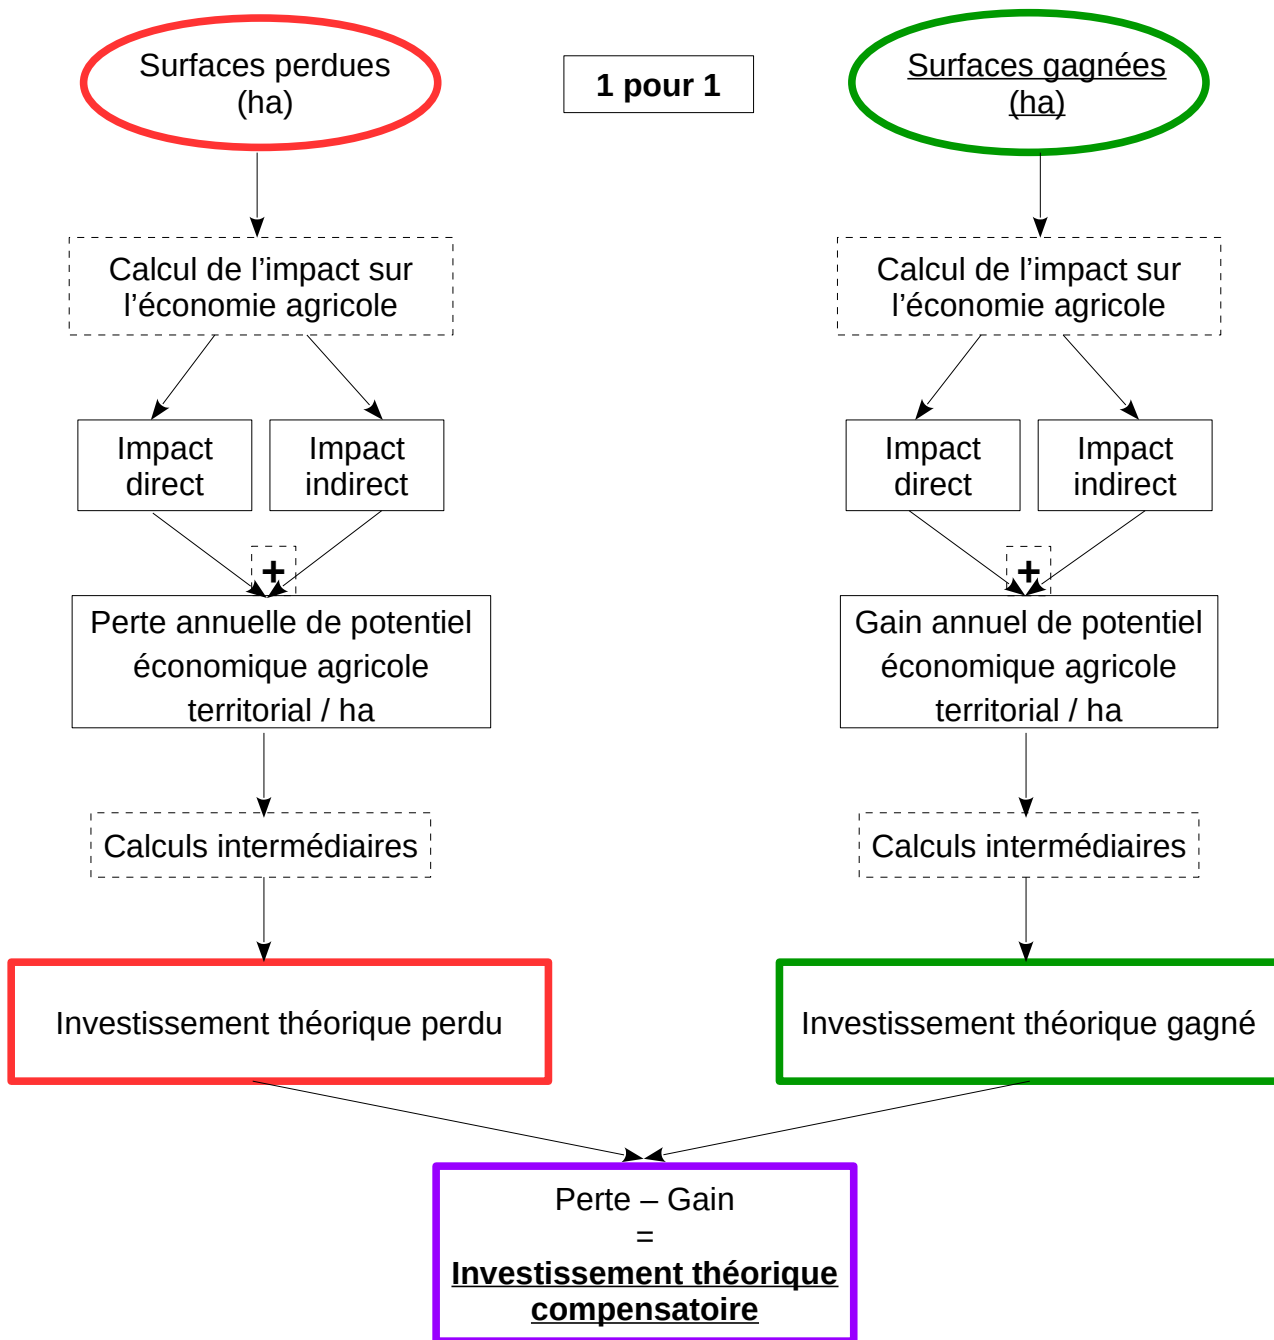 Surfaces perdues
(ha)
1 pour 1
Surfaces gagnées
(ha)
Calcul de l’impact sur
l’économie agricole
Calcul de l’impact sur
l’économie agricole
Impact
direct
Impact
indirect
Impact
direct
Impact
indirect
+
+
Perte annuelle de potentiel
économique agricole
territorial / ha
Gain annuel de potentiel
économique agricole
territorial / ha
Calculs intermédiaires
Calculs intermédiaires
Investissement théorique perdu
Investissement théorique gagné
Perte – Gain
=
Investissement théorique
compensatoire